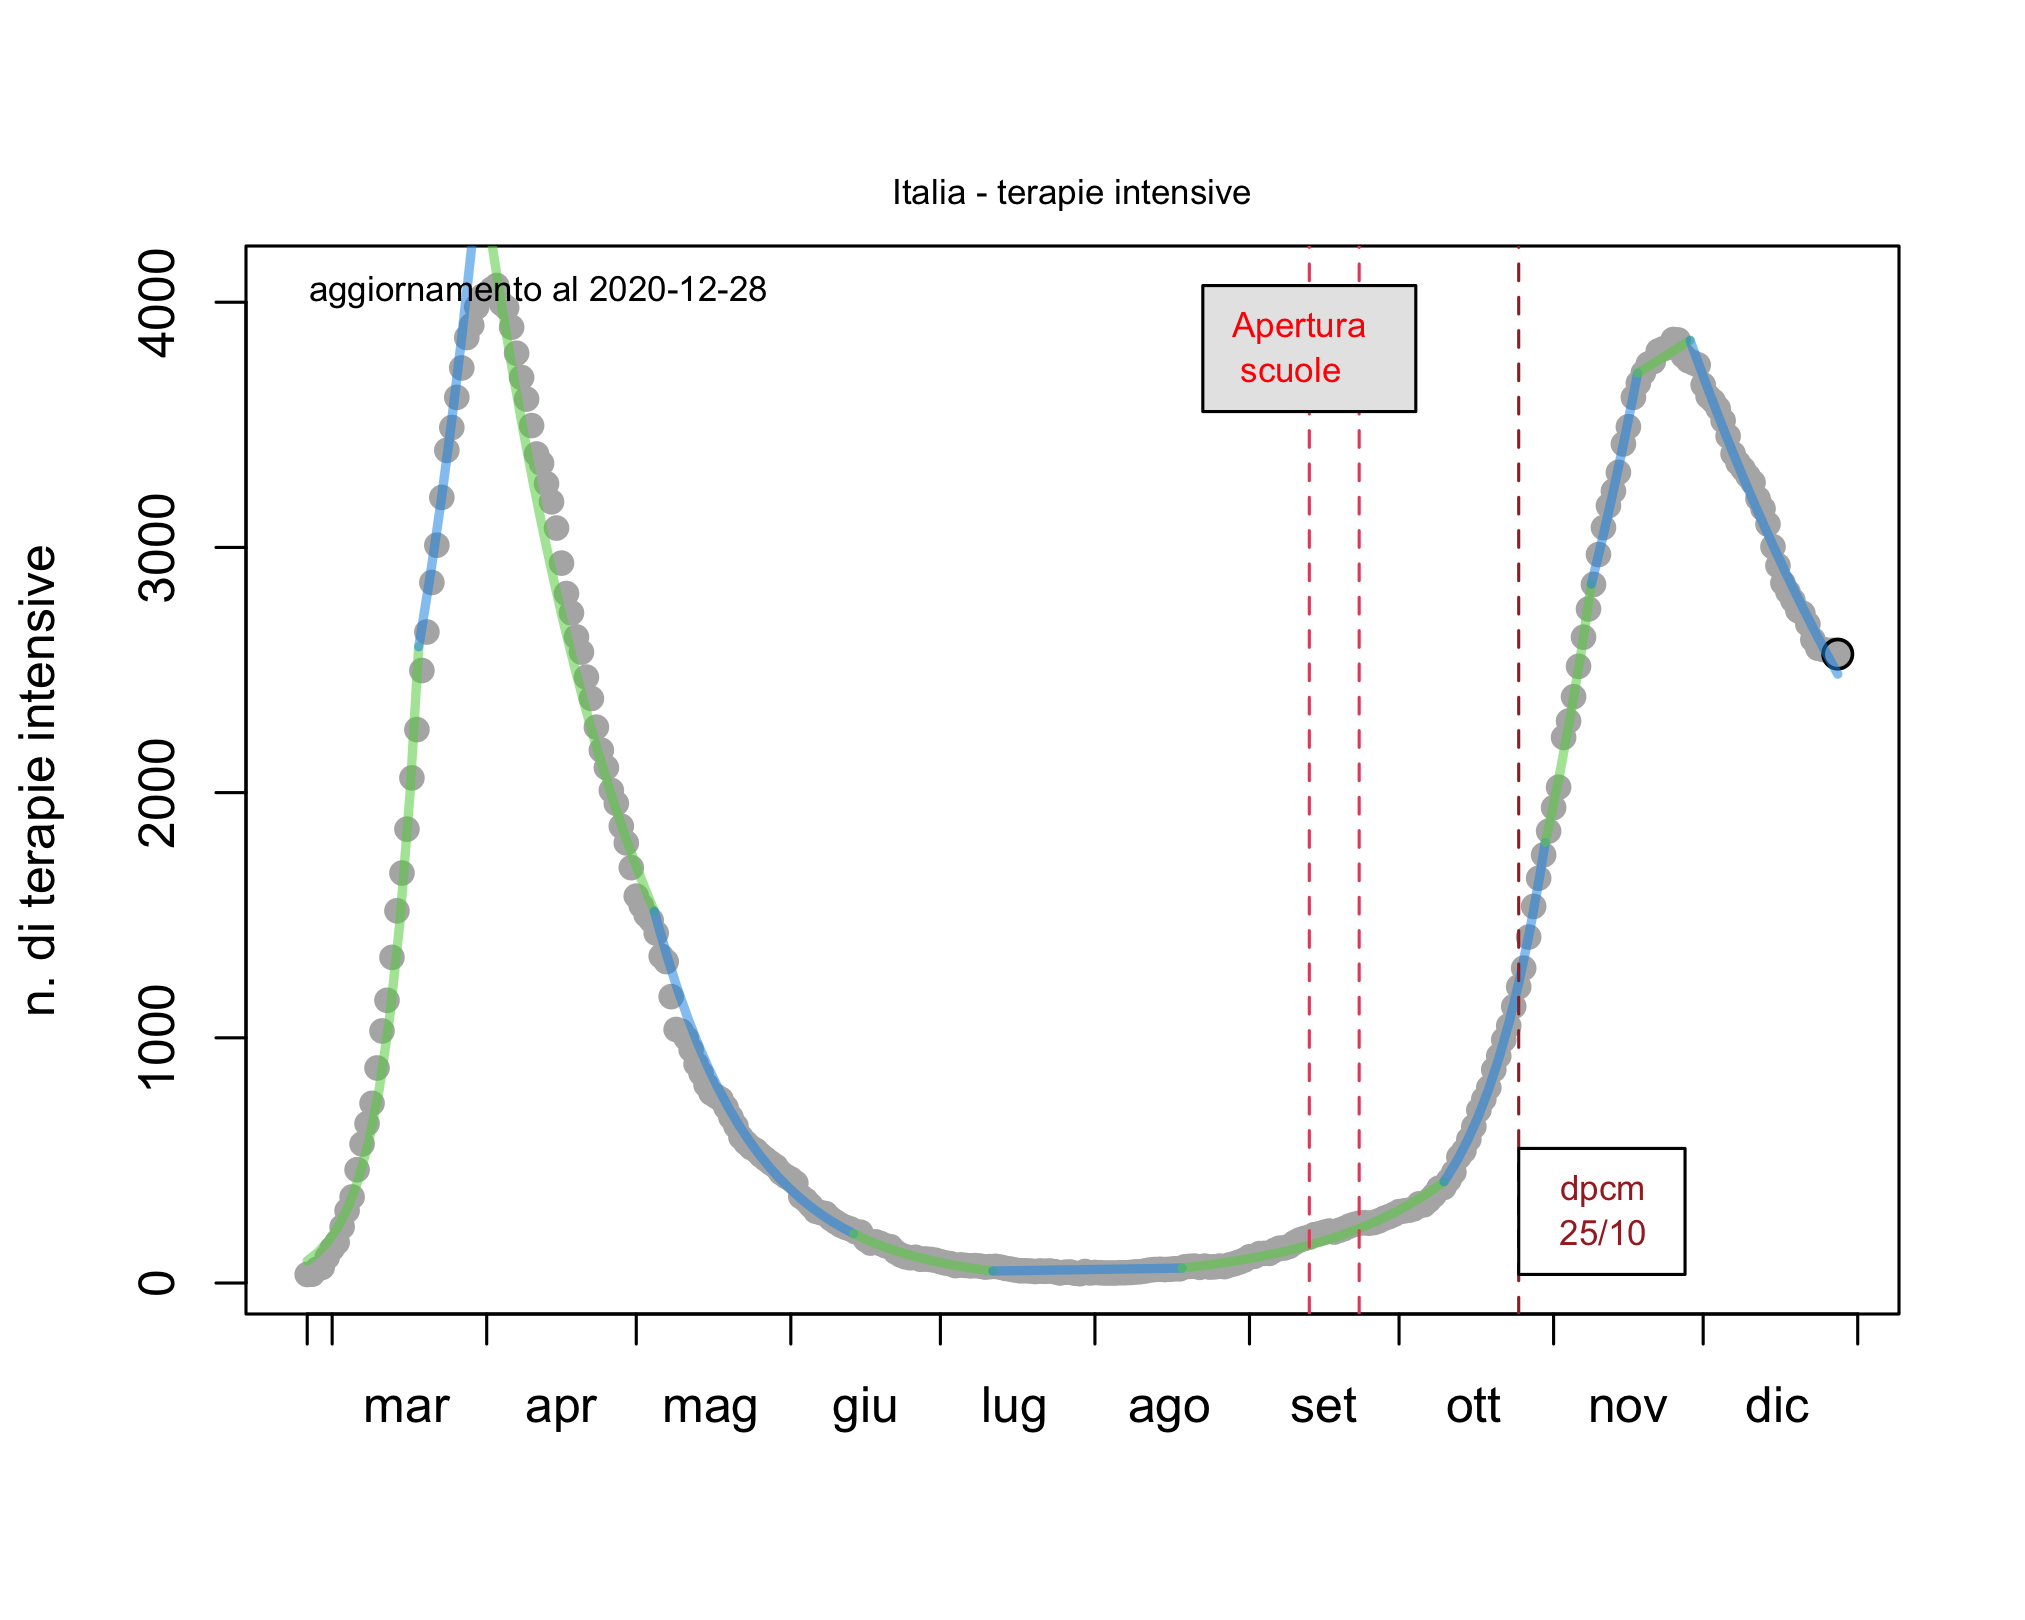 Italia - terapie intensive
aggiornamento al 2020-12-28
Apertura
scuole
dpcm
25/10
n. di terapie intensive
4000
3000
2000
1000
0
mar apr mag giu lug ago set ott nov dic